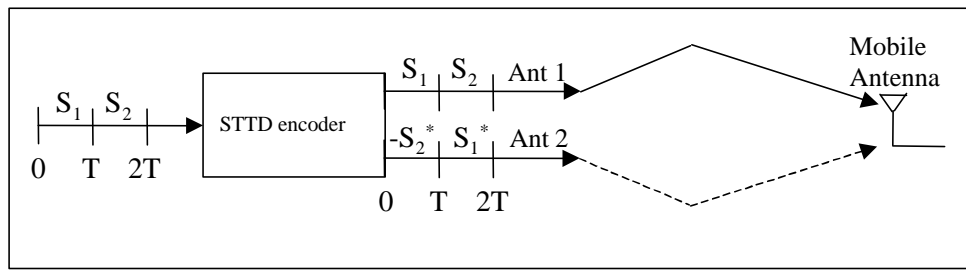 Mobile
Antenna
S₁ S₂ Ant 1
S₁ S₂
STTD encoder
-S₂* S₁* Ant 2
0 T 2T
0 T 2T